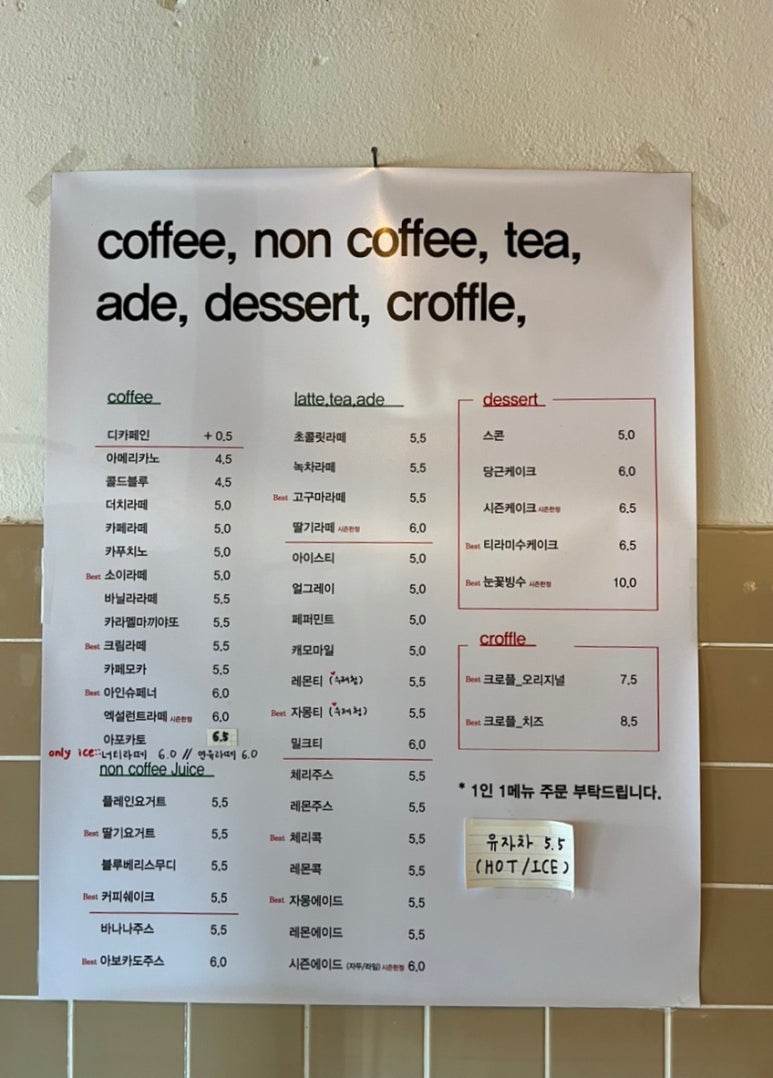 coffee, non coffee, tea,
ade, dessert, croffle,
coffee
디카페인 + 0.5
아메리카노 4.5
콜드블루 4.5
더치라떼 5.0
카페라떼 5.0
카푸치노 5.0
Best 소이라떼 5.0
바닐라라떼 5.5
카라멜마끼야또 5.5
Best 크림라떼 5.5
카페모카 5.5
Best 아인슈페너 6.0
엑설런트라떼 시즌한정 6.0
아포카토 6.5
only ice: 너티라떼 6.0 // 연유라떼 6.0
non coffee Juice
플레인요거트 5.5
Best 딸기요거트 5.5
블루베리스무디 5.5
Best 커피쉐이크 5.5
바나나주스 5.5
Best 아보카도주스 6.0
latte,tea,ade
초콜릿라떼 5.5
녹차라떼 5.5
Best 고구마라떼 5.5
딸기라떼 시즌한정 6.0
아이스티 5.0
얼그레이 5.0
페퍼민트 5.0
캐모마일 5.0
레몬티 (수제청) 5.5
Best 자몽티 (수제청) 5.5
밀크티 6.0
체리주스 5.5
레몬주스 5.5
Best 체리콕 5.5
레몬콕 5.5
Best 자몽에이드 5.5
레몬에이드 5.5
시즌에이드 (자두/라임) 시즌한정 6.0
dessert
스콘 5.0
당근케이크 6.0
시즌케이크 시즌한정 6.5
Best 티라미수케이크 6.5
Best 눈꽃빙수 시즌한정 10.0
croffle
Best 크로플_오리지널 7.5
Best 크로플_치즈 8.5
* 1인 1메뉴 주문 부탁드립니다.
유자차 5.5
(HOT/ICE)